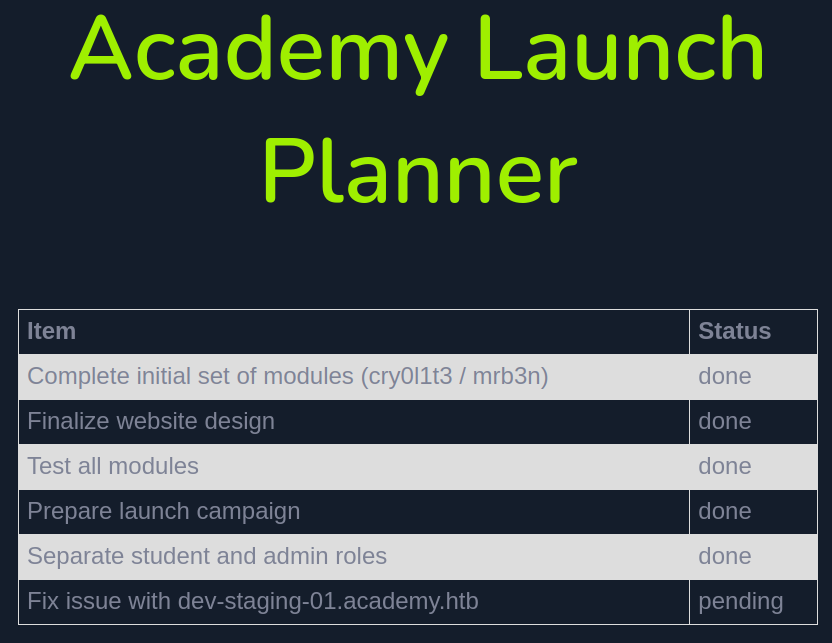 Academy Launch
Planner
Item Status
Complete initial set of modules (cry0l1t3 / mrb3n) done
Finalize website design done
Test all modules done
Prepare launch campaign done
Separate student and admin roles done
Fix issue with dev-staging-01.academy.htb pending